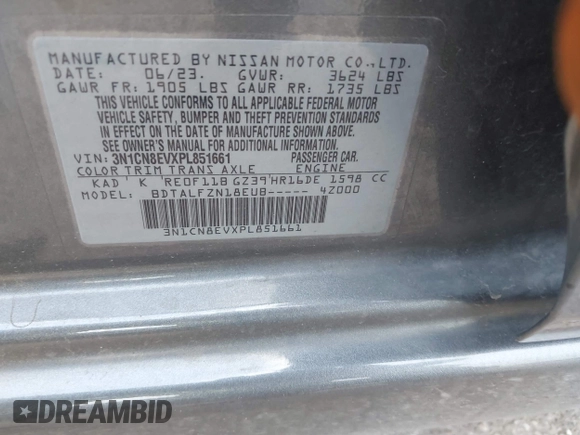 MANUFACTURED BY NISSAN MOTOR CO.,LTD.
DATE: 06/23. GVWR: 3624 LBS
GAWR FR: 1905 LBS GAWR RR: 1735 LBS
THIS VEHICLE CONFORMS TO ALL APPLICABLE FEDERAL MOTOR
VEHICLE SAFETY, BUMPER AND THEFT PREVENTION STANDARDS
IN EFFECT ON THE DATE OF MANUFACTURE SHOWN ABOVE.
SEE OWNER'S MANUAL FOR ADDITIONAL INFORMATION.
VIN: 3N1CN8EVXPL851661 PASSENGER CAR.
COLOR TRIM TRANS AXLE ENGINE
KAD K RE0F11B GZ39 HR16DE 1598 CC
MODEL: BDTALFZN18EUB----- 4Z000
3N1CN8EVXPL851661
DREAMBID